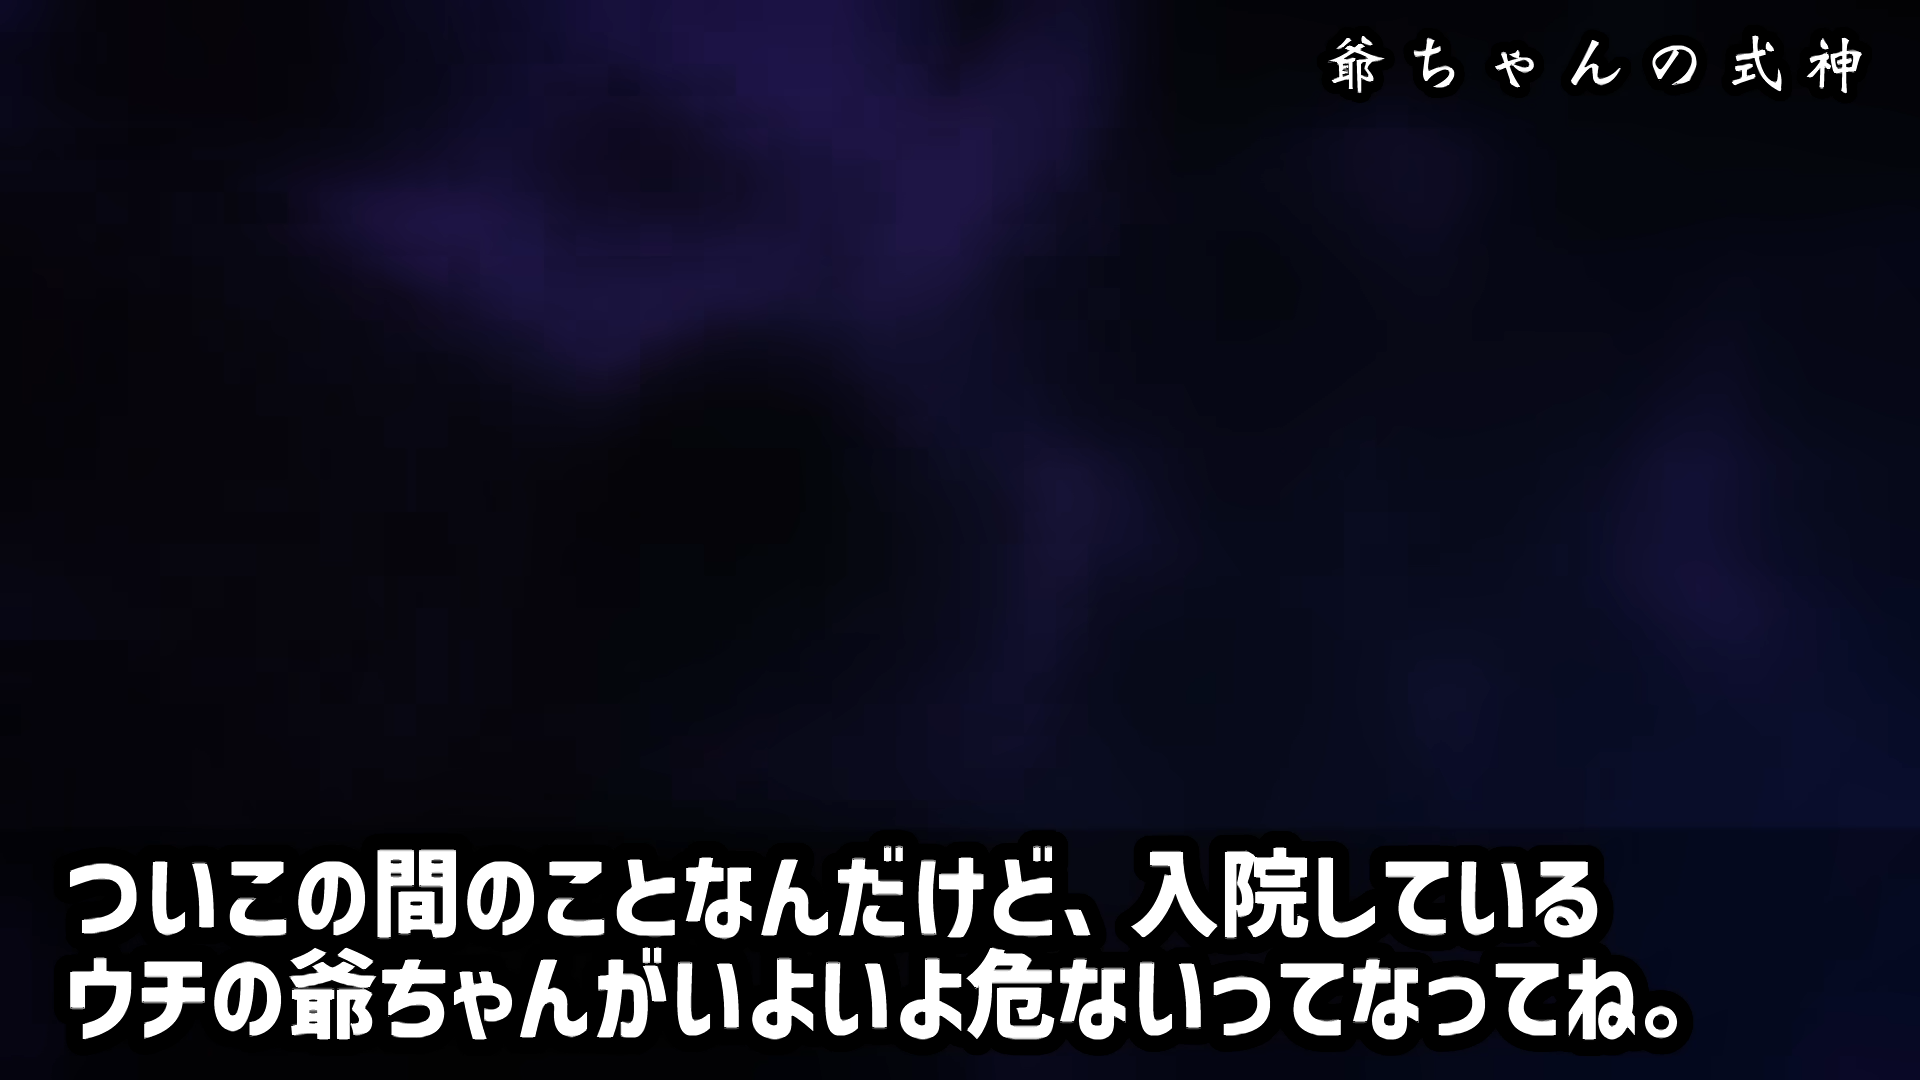 爺ちゃんの式神
ついこの間のことなんだけど、入院している
ウチの爺ちゃんがいよいよ危ないってなってね。